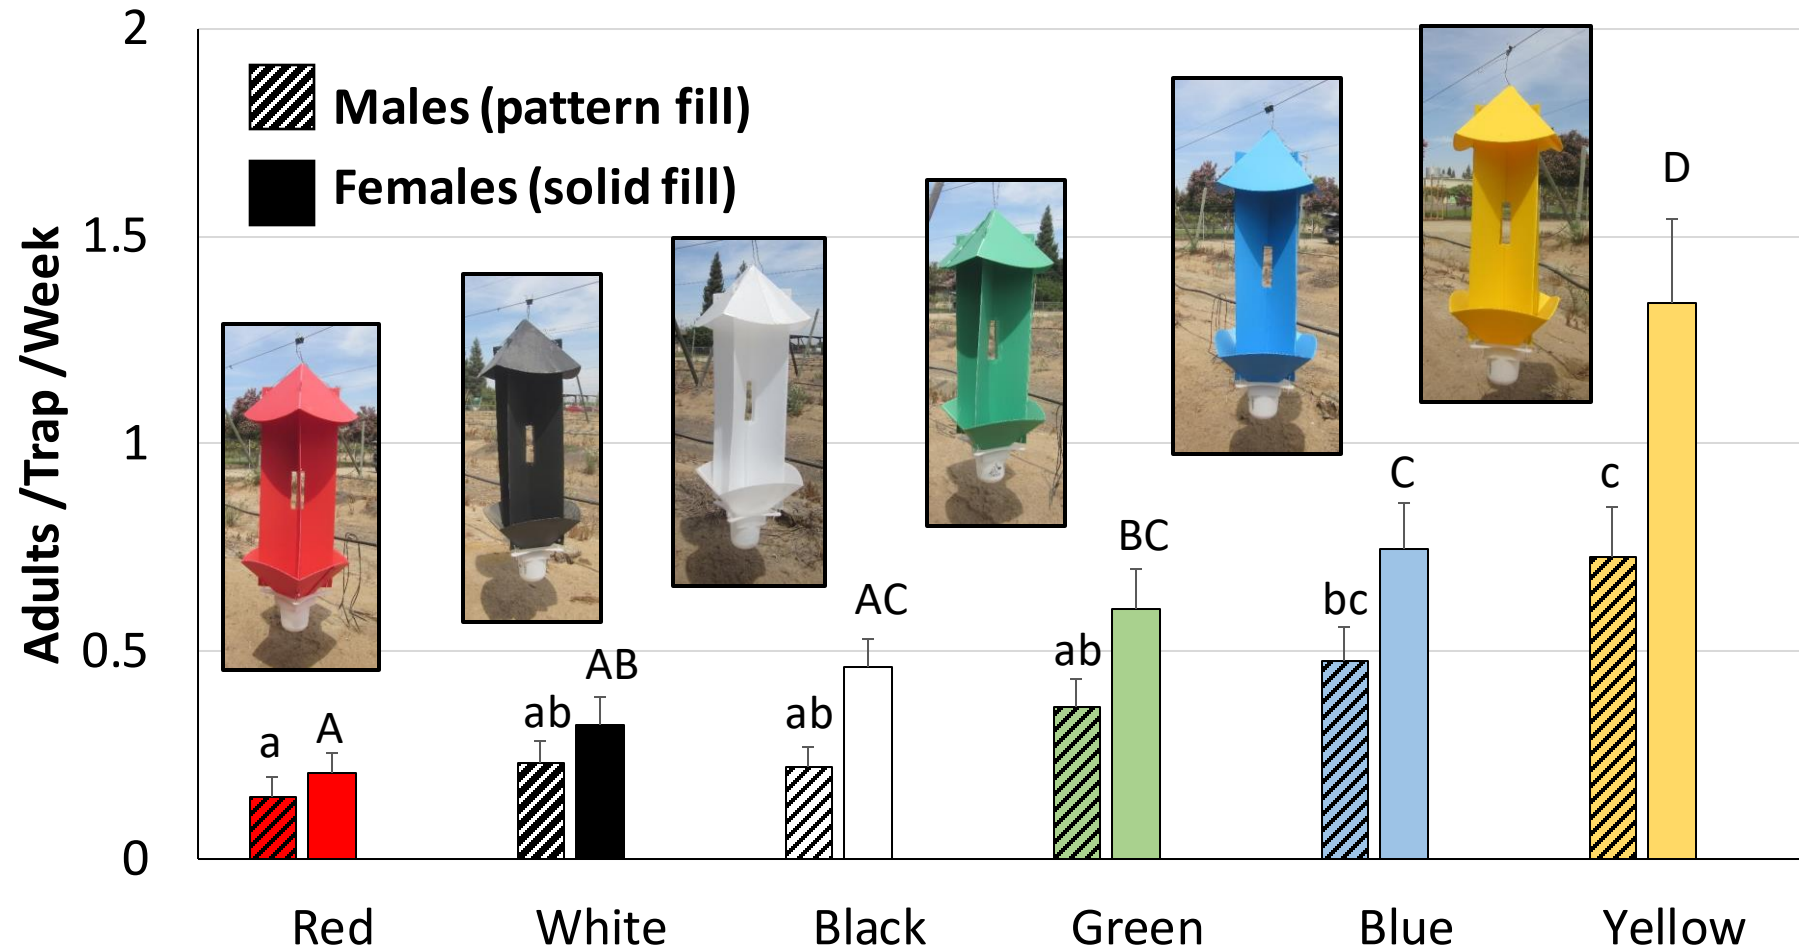 2
1.5
1
0.5
0
Adults /Trap /Week
Males (pattern fill)
Females (solid fill)
a
A
ab
AB
ab
AC
ab
BC
bc
C
c
D
Red
White
Black
Green
Blue
Yellow